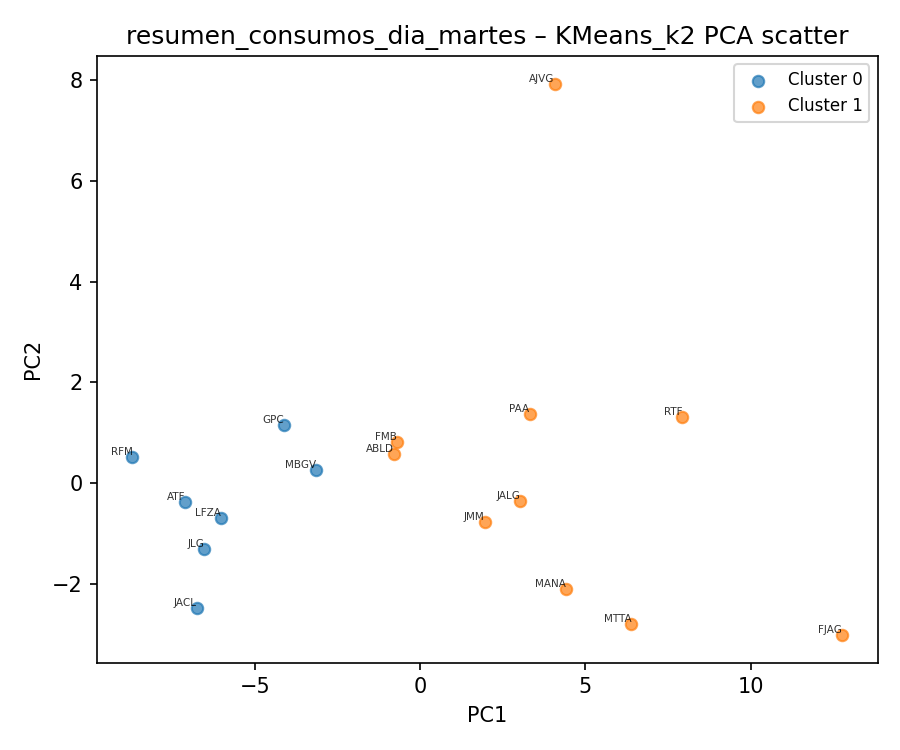 resumen_consumos_dia_martes – KMeans_k2 PCA scatter
Cluster 0
Cluster 1
PC2
8
6
4
2
0
−2
AJVG
PAA
RTF
GPC
FMB
ABLD
RFM
MBGV
JALG
ATF
LFZA
JMM
JLG
MANA
JACL
MTTA
FJAG
−5
0
5
10
PC1